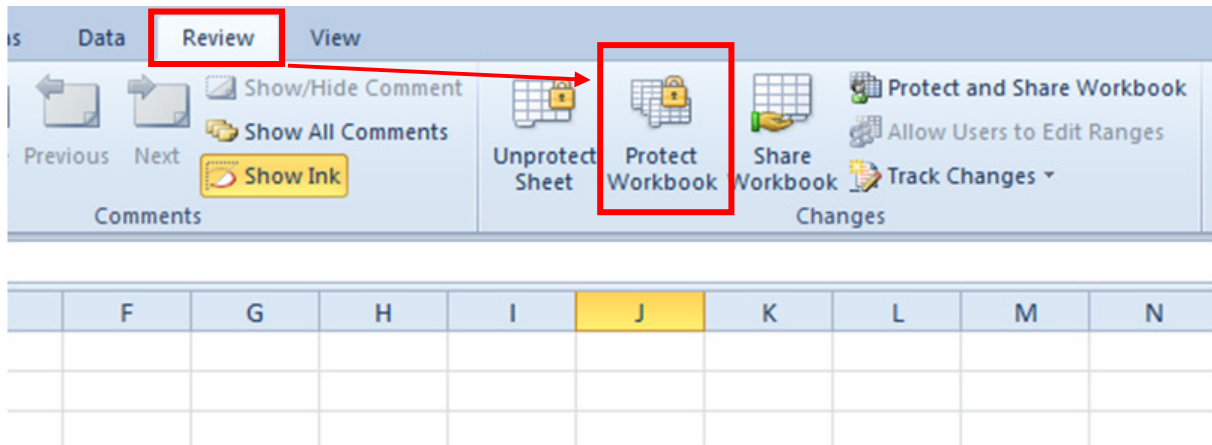 as Data Review View
Show/Hide Comment
Show All Comments
Show Ink
Previous Next
Comments
Unprotect
Sheet
Protect
Workbook
Share
Workbook
Protect and Share Workbook
Allow Users to Edit Ranges
Track Changes
Changes
F G H I J K L M N